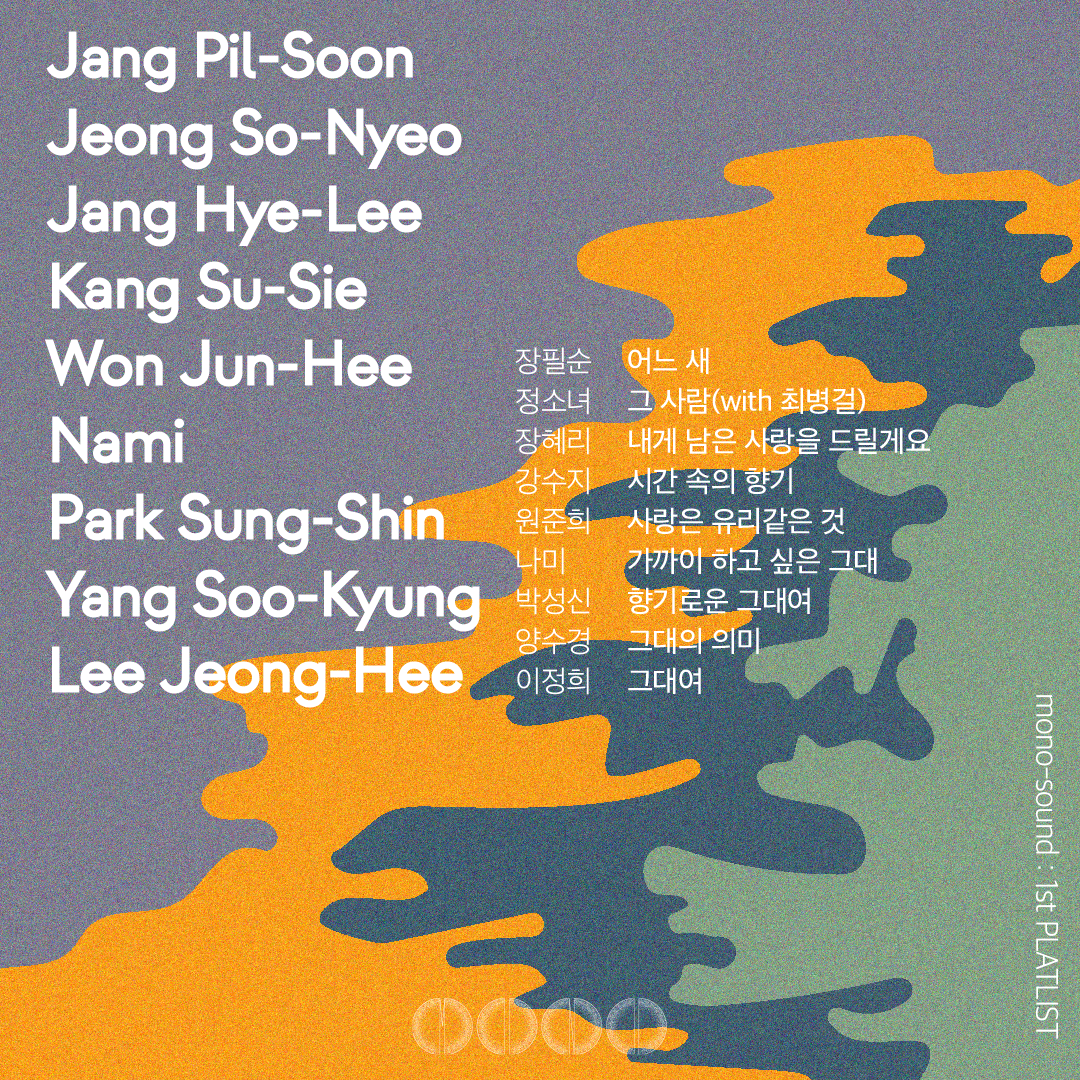 Jang Pil-Soon
Jeong So-Nyeo
Jang Hye-Lee
Kang Su-Sie
Won Jun-Hee
Nami
Park Sung-Shin
Yang Soo-Kyung
Lee Jeong-Hee
장필순 어느 새
정소녀 그 사람(with 최병걸)
장혜리 내게 남은 사랑을 드릴게요
강수지 시간 속의 향기
원준희 사랑은 유리같은 것
나미 가까이 하고 싶은 그대
박성신 향기로운 그대여
양수경 그대의 의미
이정희 그대여
mono-sound : 1st PLATLIST